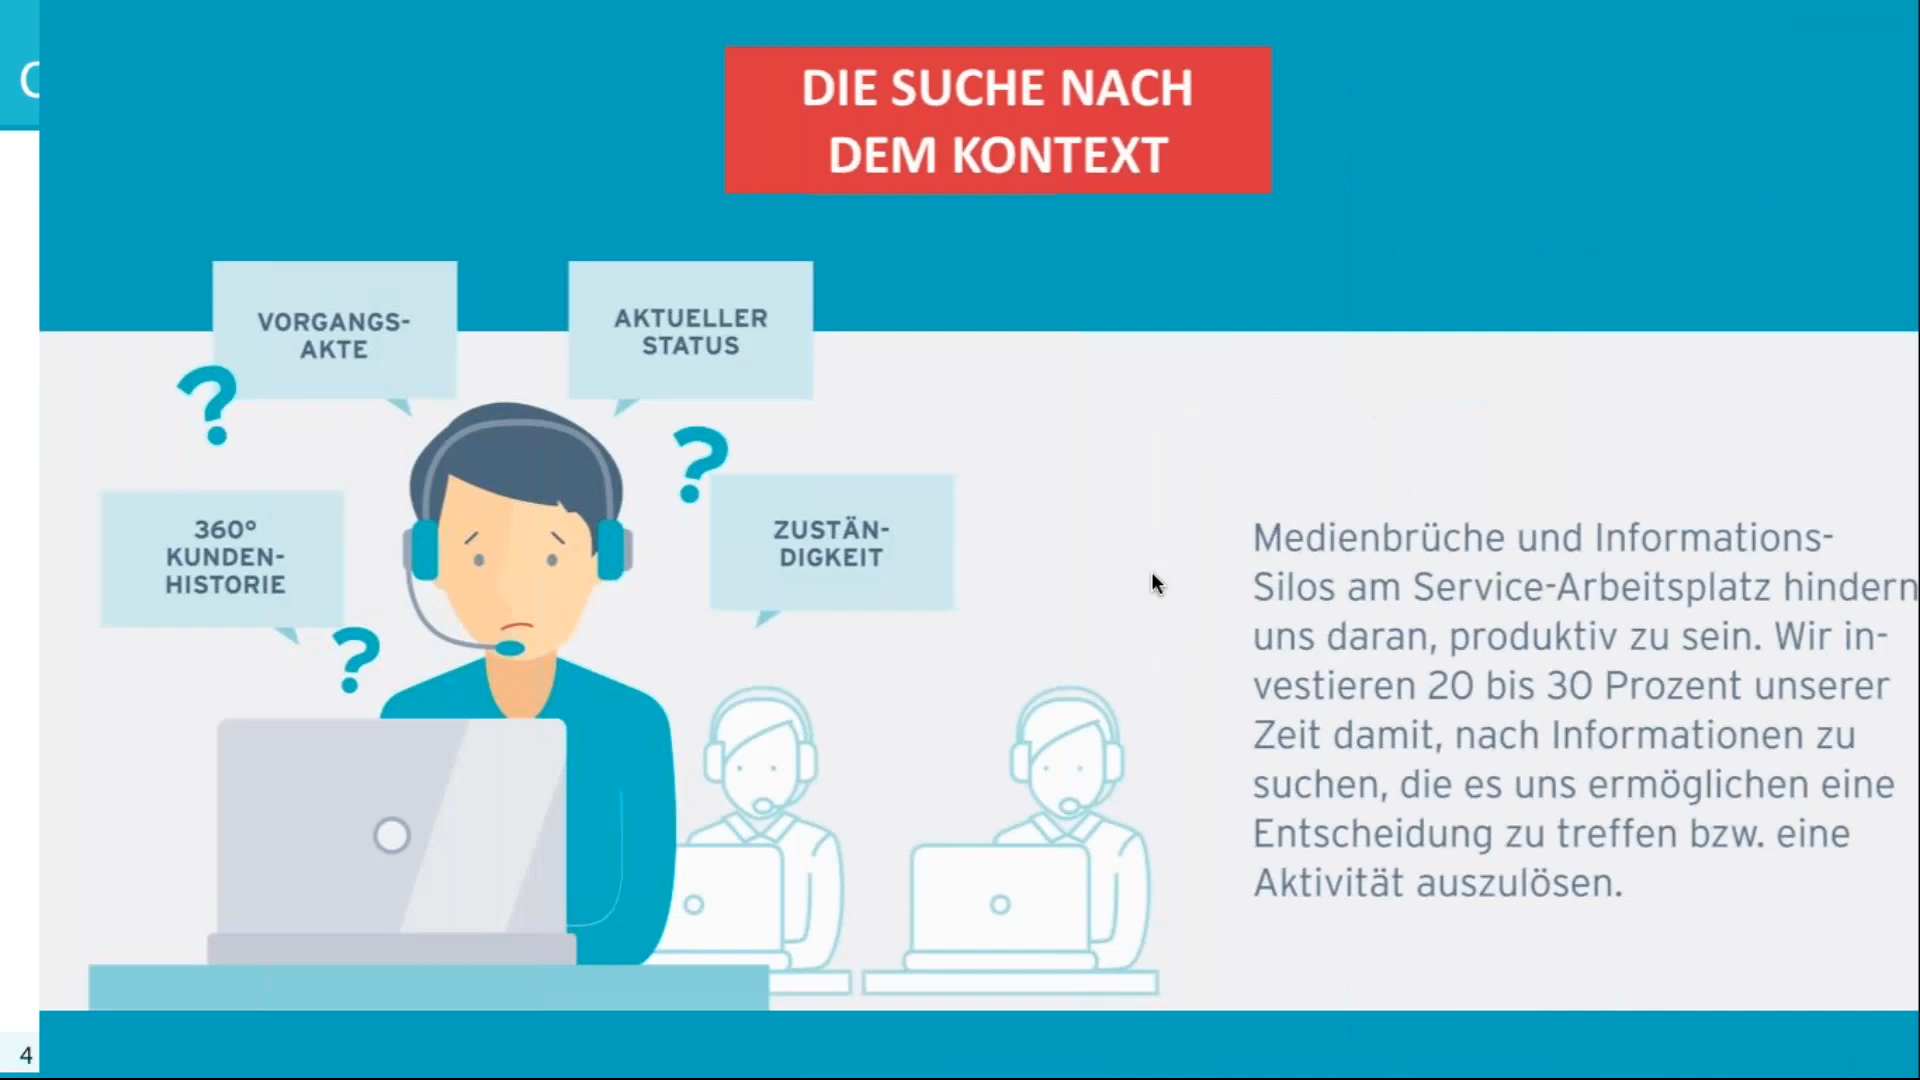 C
DIE SUCHE NACH
DEM KONTEXT
VORGANGS-
AKTE
AKTUELLER
STATUS
?
?
360°
KUNDEN-
HISTORIE
ZUSTÄN-
DIGKEIT
?
Medienbrüche und Informations-
Silos am Service-Arbeitsplatz hindern
uns daran, produktiv zu sein. Wir in-
vestieren 20 bis 30 Prozent unserer
Zeit damit, nach Informationen zu
suchen, die es uns ermöglichen eine
Entscheidung zu treffen bzw. eine
Aktivität auszulösen.
4